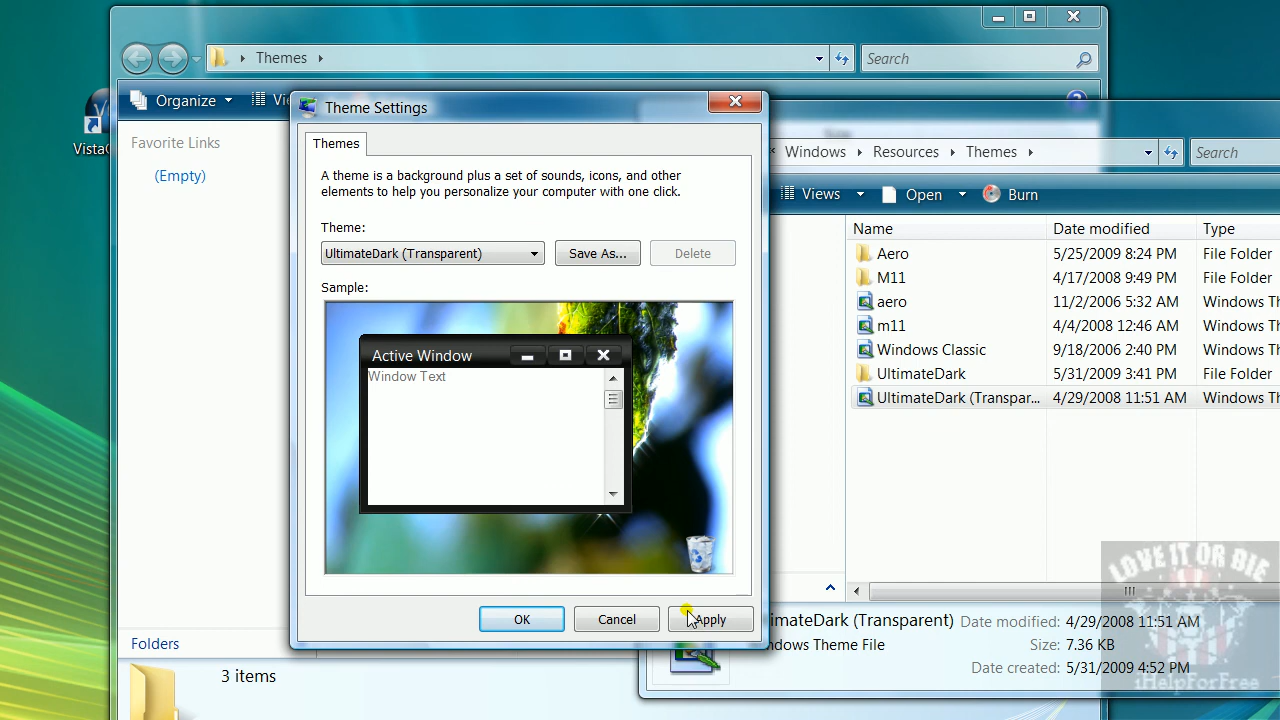 Themes
Search
Organize
Favorite Links
(Empty)
Folders
3 items
Theme Settings
Themes
A theme is a background plus a set of sounds, icons, and other
elements to help you personalize your computer with one click.
Theme:
UltimateDark (Transparent)
Save As...
Delete
Sample:
Active Window
Window Text
OK
Cancel
Apply
Windows
Resources
Themes
Search
Views
Open
Burn
Name
Date modified
Type
Aero 5/25/2009 8:24 PM File Folder
M11 4/17/2008 9:49 PM File Folder
aero 11/2/2006 5:32 AM Windows Th
m11 4/4/2008 12:46 AM Windows Th
Windows Classic 9/18/2006 2:40 PM Windows Th
UltimateDark 5/31/2009 3:41 PM File Folder
UltimateDark (Transpar... 4/29/2008 11:51 AM Windows Th
timateDark (Transparent) Date modified: 4/29/2008 11:51 AM
ndows Theme File Size: 7.36 KB
Date created: 5/31/2009 4:52 PM
LOVE IT OR DIE
iHelpForFree